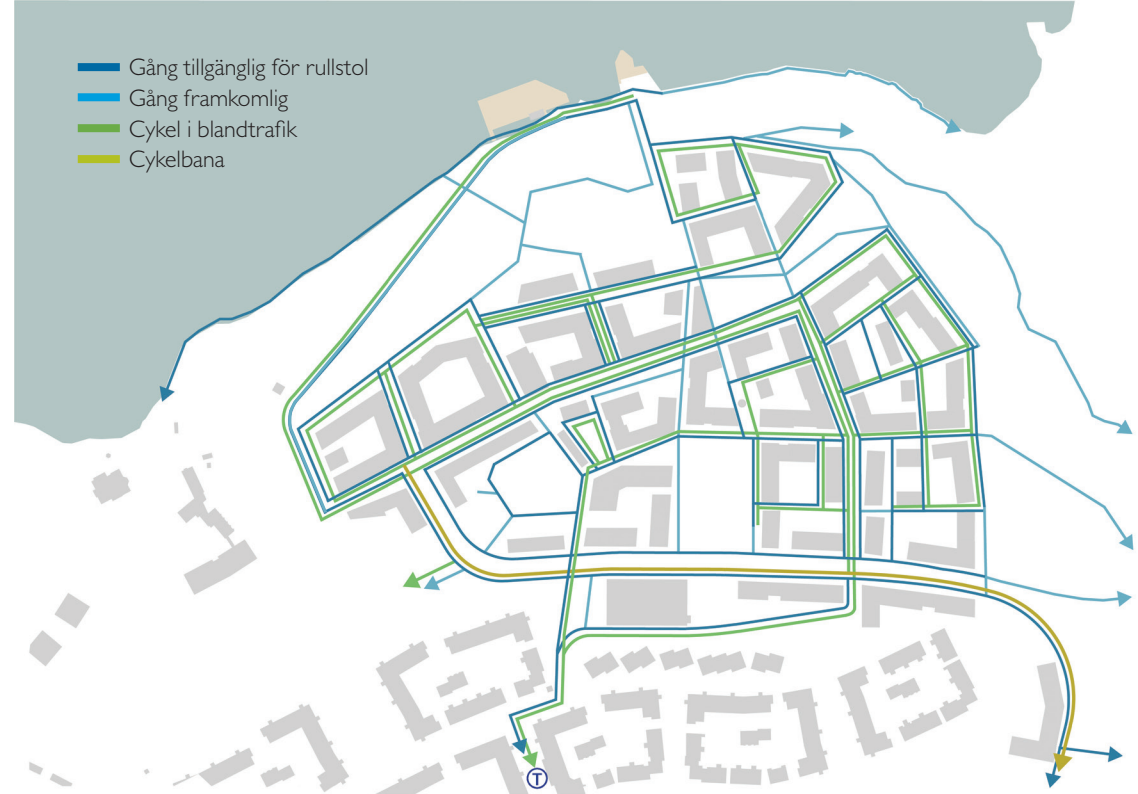 Gång tillgänglig för rullstol
Gång framkomlig
Cykel i blandtrafik
Cykelbana
T